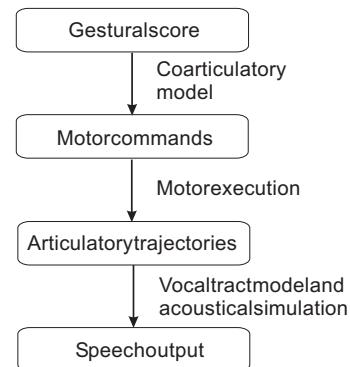 Gesturalscore
Coarticulatory
model
Motorcommands
Motorexecution
Articulatorytrajectories
Vocaltractmodeland
acousticalsimulation
Speechoutput